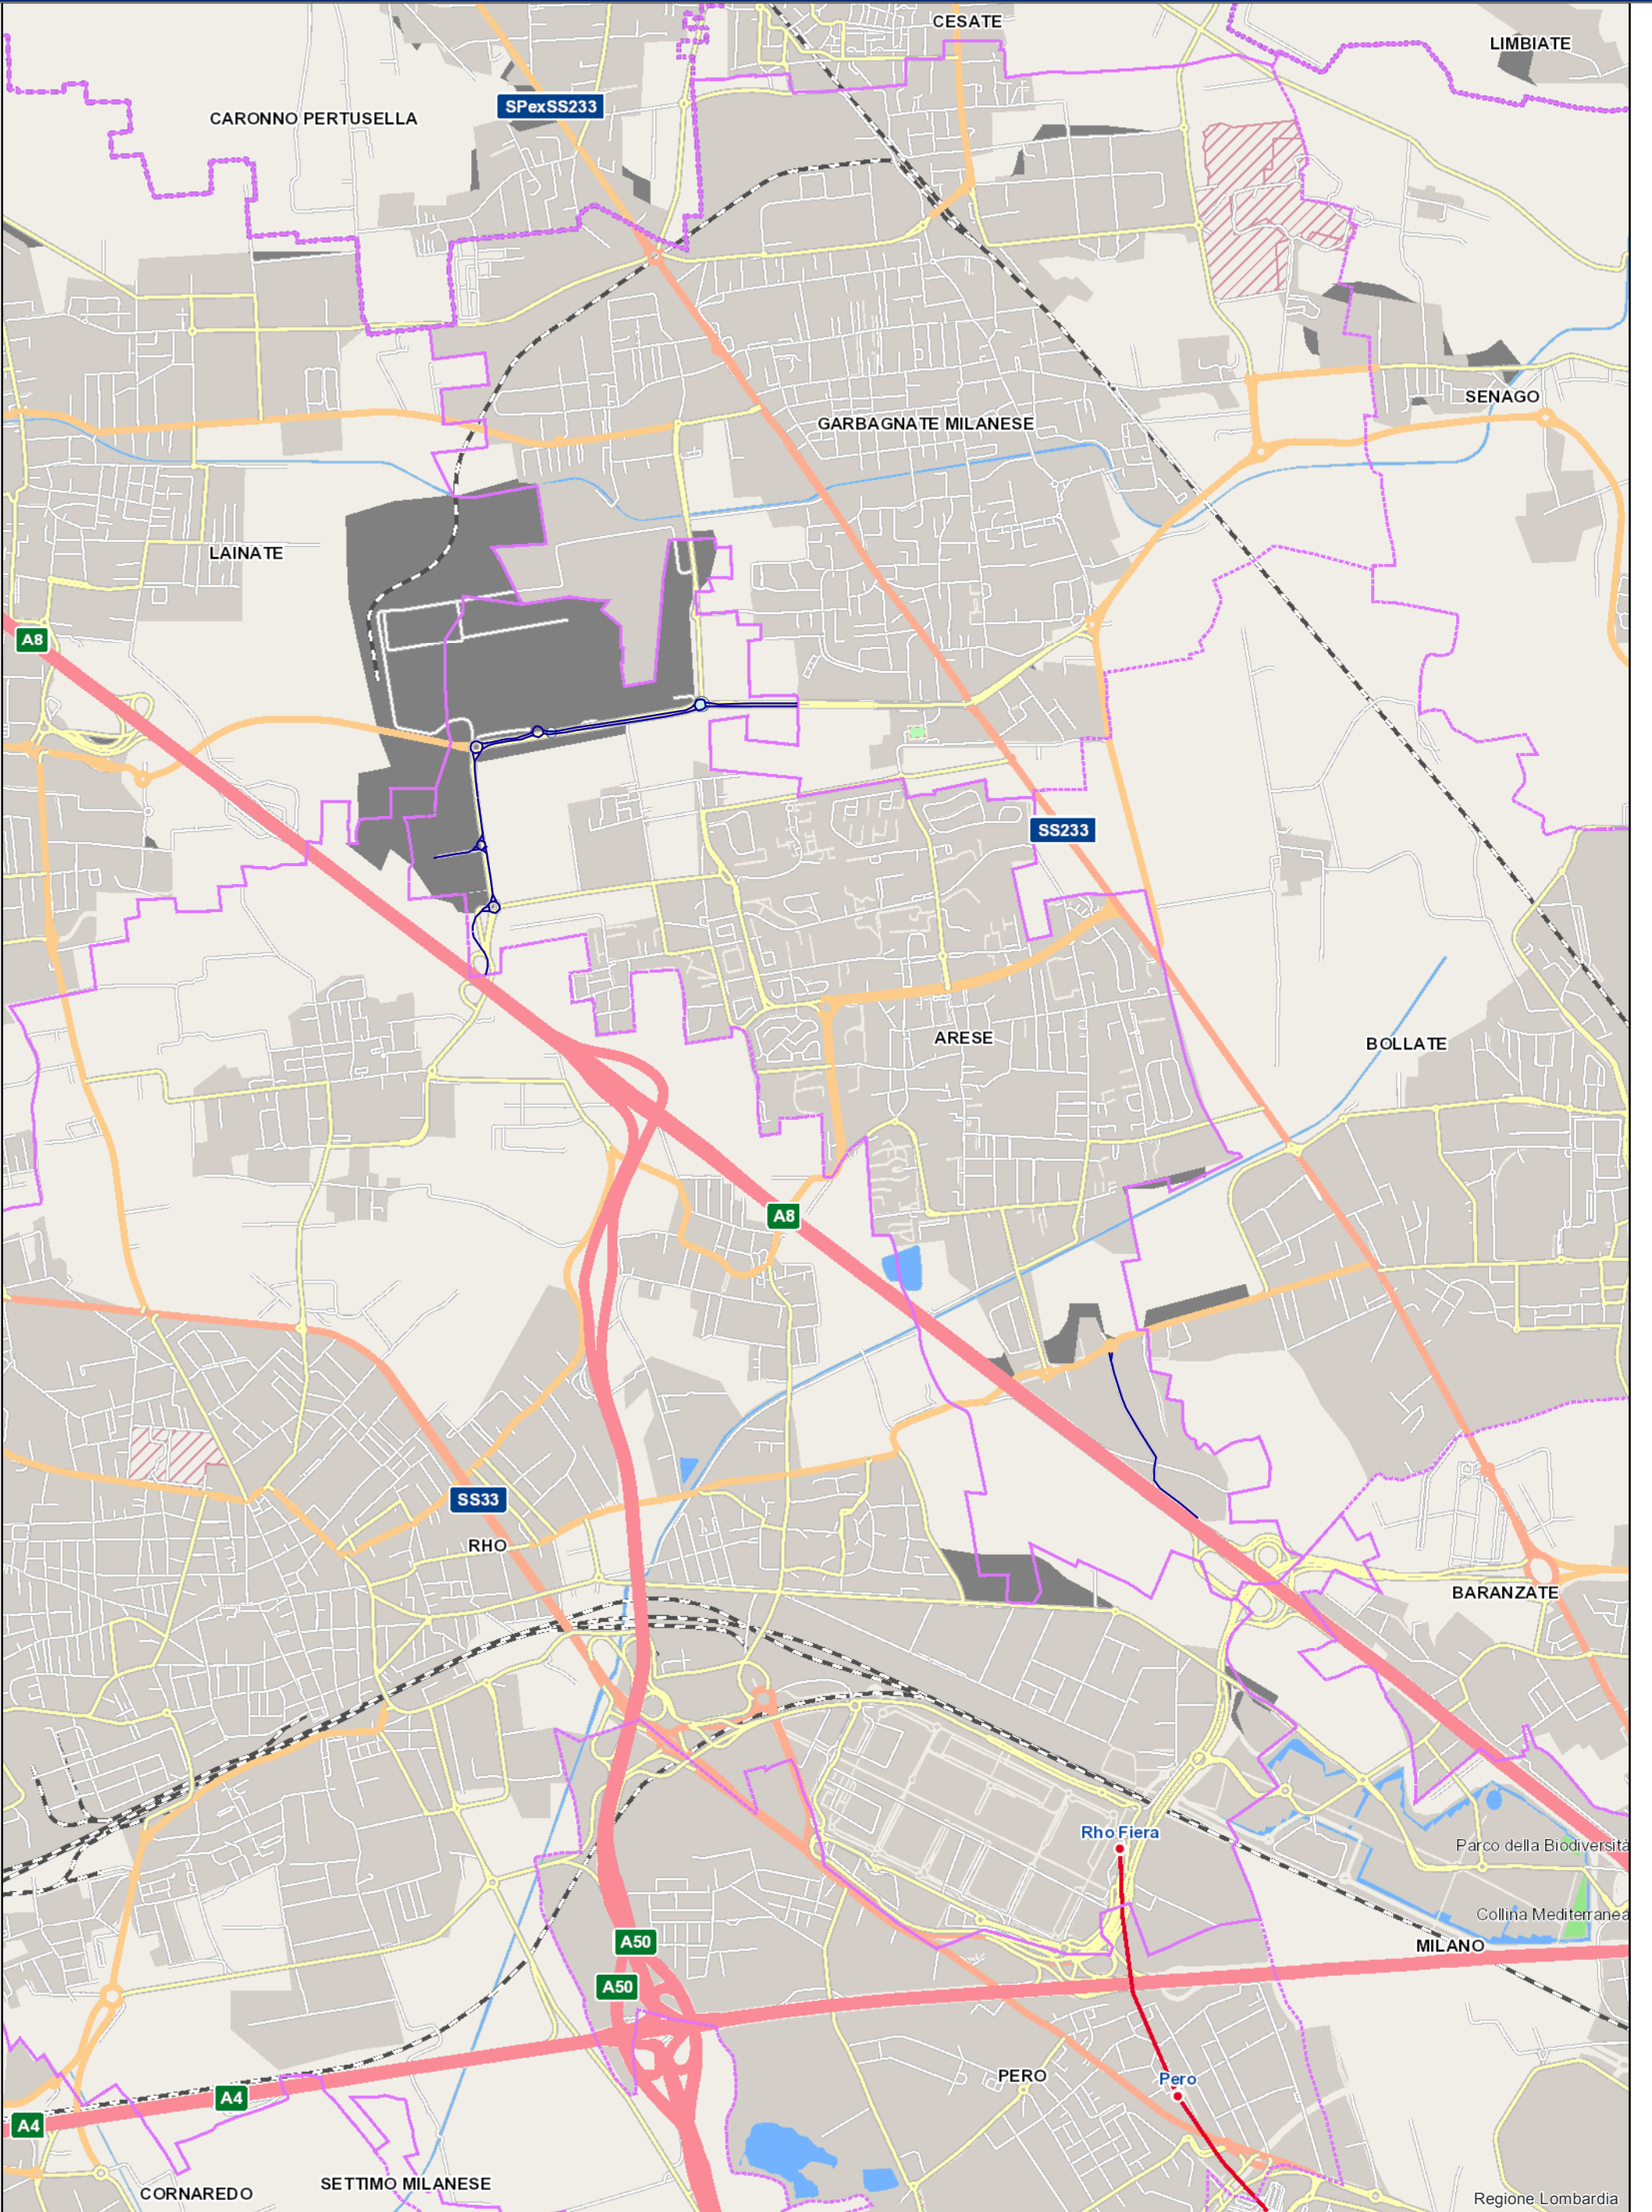 CESATE
LIMBIATE
SPexSS233
CARONNO PERTUSELLA
SENAGO
GARBAGNATE MILANESE
LAINATE
A8
SS233
ARESE
BOLLATE
A8
SS33
RHO
BARANZATE
Rho Fiera
Parco della Biodiversità
Collina Mediterranea
A50
MILANO
A50
PERO
Pero
A4
A4
SETTIMO MILANESE
CORNAREDO
Regione Lombardia